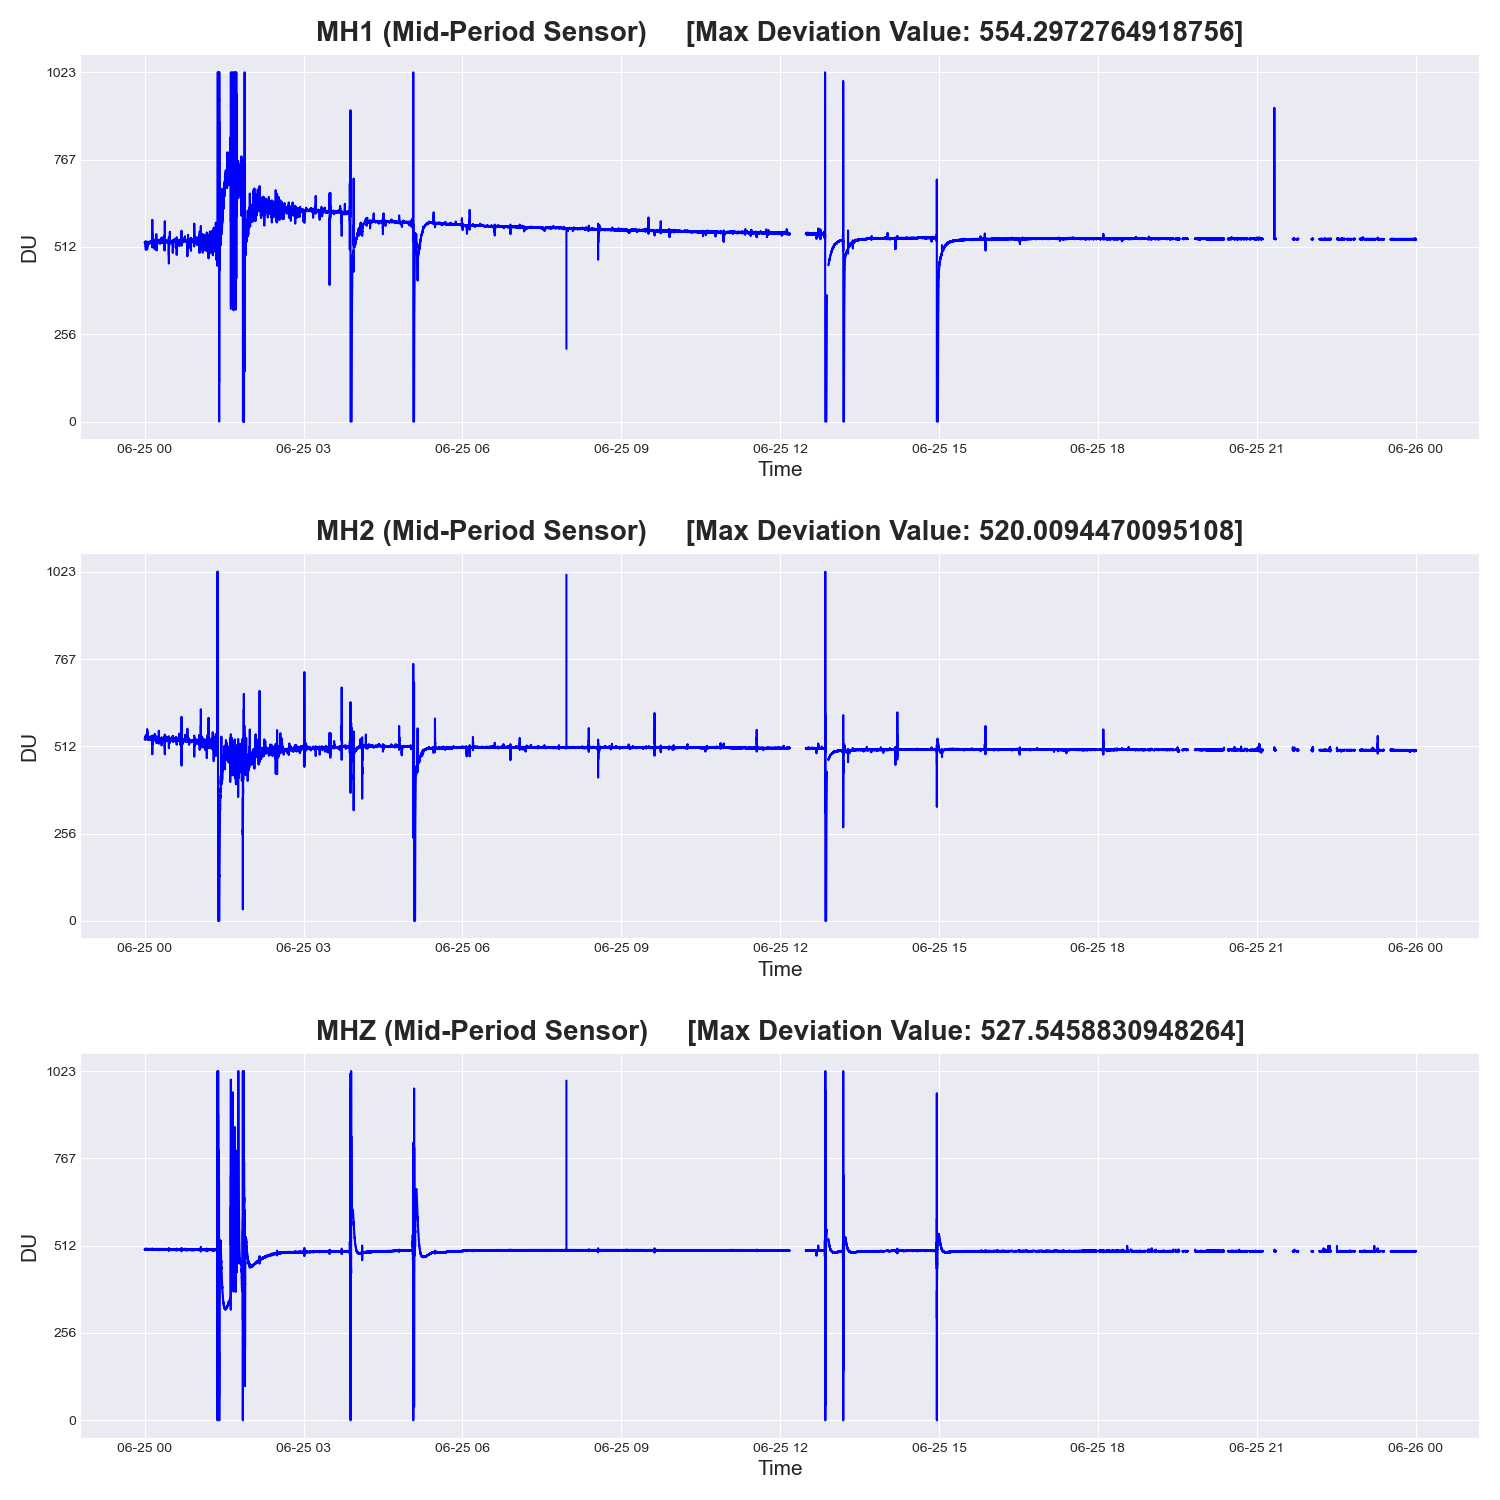 MH1 (Mid-Period Sensor)     [Max Deviation Value: 554.2972764918756]
1023
767
512
256
0
DU
06-25 00 06-25 03 06-25 06 06-25 09 06-25 12 06-25 15 06-25 18 06-25 21 06-26 00
Time
MH2 (Mid-Period Sensor)     [Max Deviation Value: 520.0094470095108]
1023
767
512
256
0
DU
06-25 00 06-25 03 06-25 06 06-25 09 06-25 12 06-25 15 06-25 18 06-25 21 06-26 00
Time
MHZ (Mid-Period Sensor)     [Max Deviation Value: 527.5458830948264]
1023
767
512
256
0
DU
06-25 00 06-25 03 06-25 06 06-25 09 06-25 12 06-25 15 06-25 18 06-25 21 06-26 00
Time